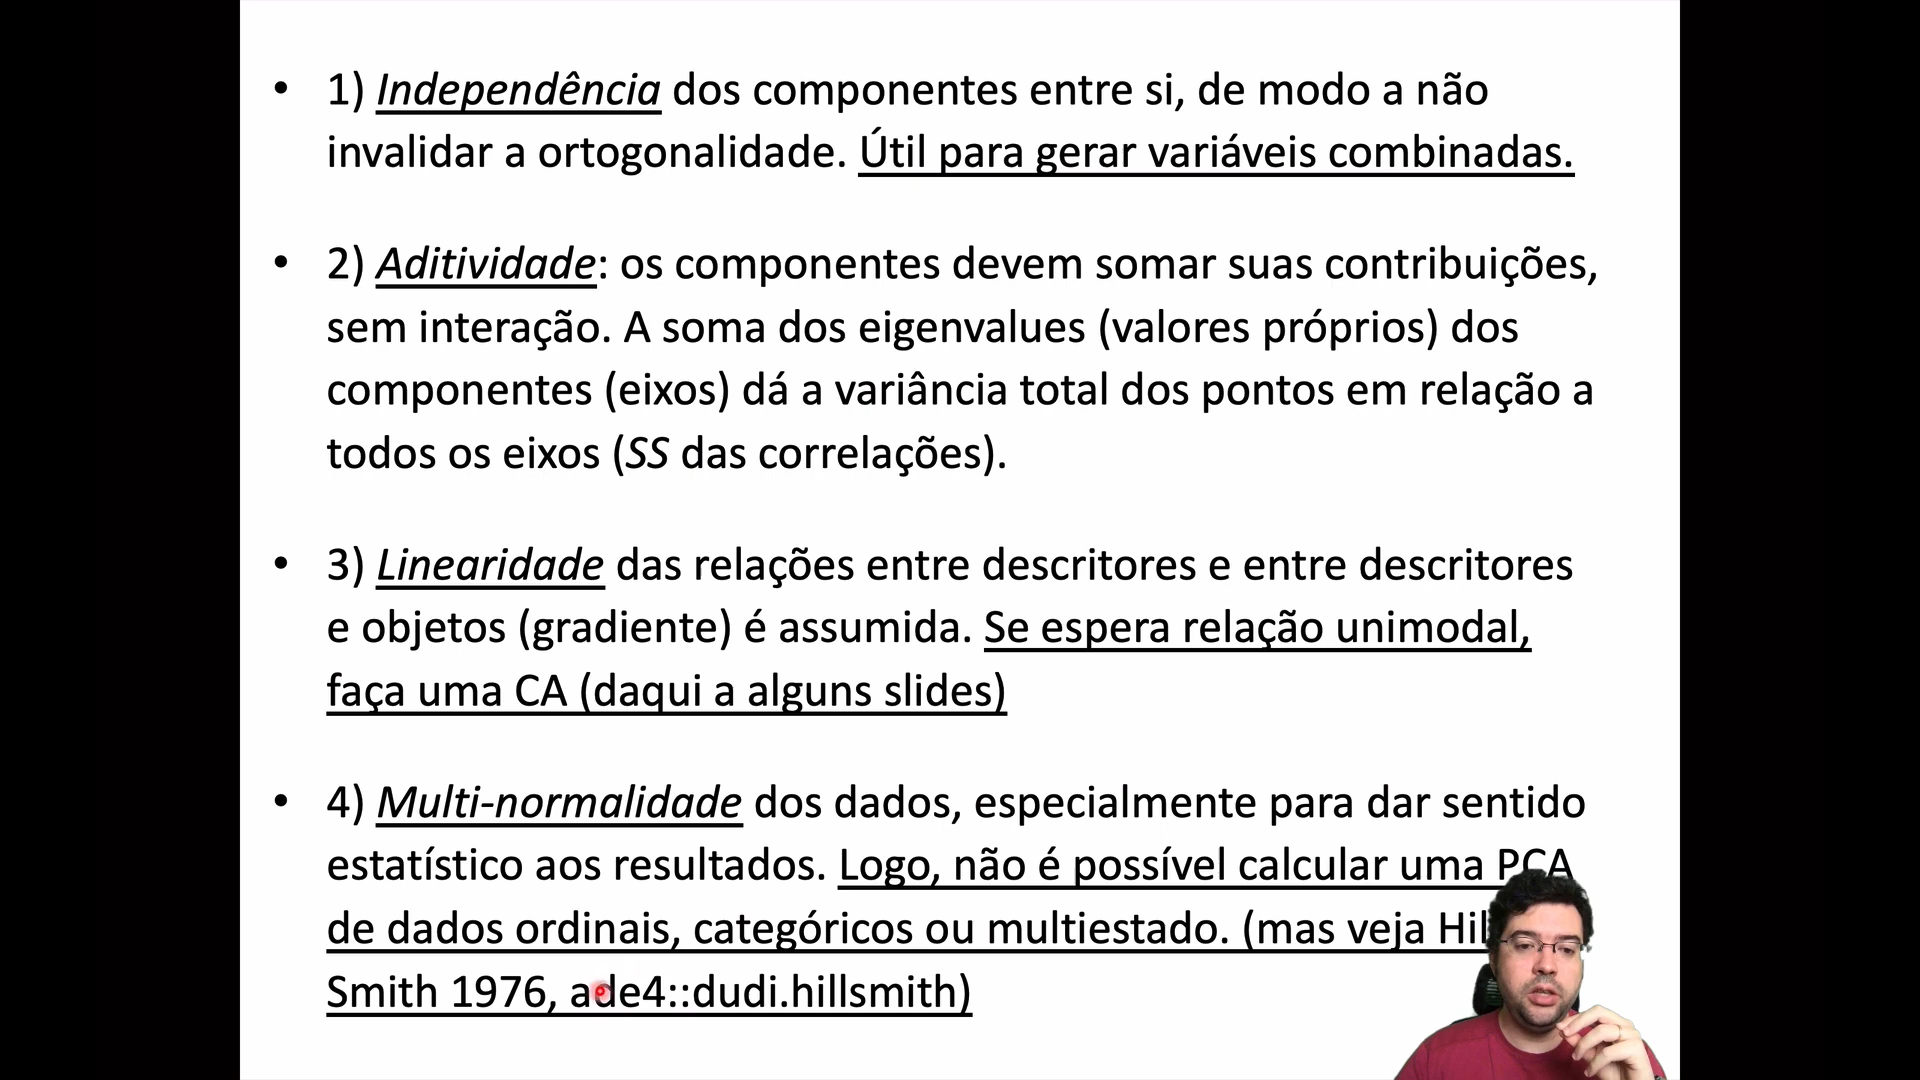 • 1) Independência dos componentes entre si, de modo a não
invalidar a ortogonalidade. Útil para gerar variáveis combinadas.
• 2) Aditividade: os componentes devem somar suas contribuições,
sem interação. A soma dos eigenvalues (valores próprios) dos
componentes (eixos) dá a variância total dos pontos em relação a
todos os eixos (SS das correlações).
• 3) Linearidade das relações entre descritores e entre descritores
e objetos (gradiente) é assumida. Se espera relação unimodal,
faça uma CA (daqui a alguns slides)
• 4) Multi-normalidade dos dados, especialmente para dar sentido
estatístico aos resultados. Logo, não é possível calcular uma PCA
de dados ordinais, categóricos ou multiestado. (mas veja
Smith 1976, ade4::dudi.hillsmith)